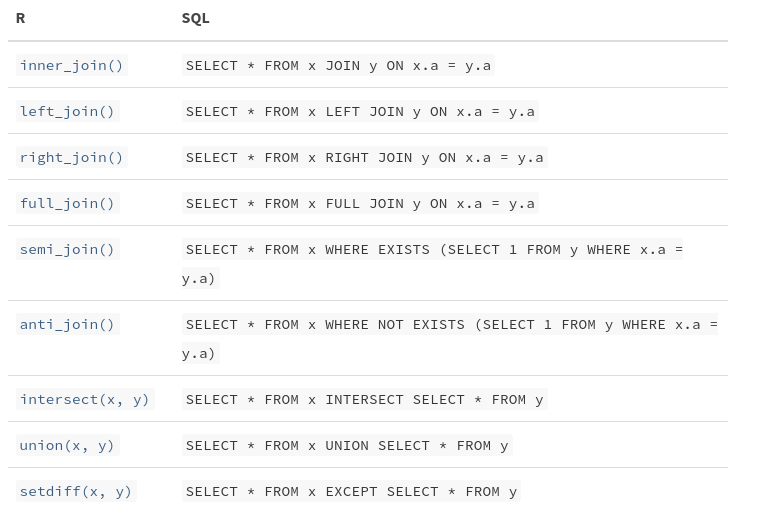 R SQL
inner_join() SELECT * FROM x JOIN y ON x.a = y.a
left_join() SELECT * FROM x LEFT JOIN y ON x.a = y.a
right_join() SELECT * FROM x RIGHT JOIN y ON x.a = y.a
full_join() SELECT * FROM x FULL JOIN y ON x.a = y.a
semi_join() SELECT * FROM x WHERE EXISTS (SELECT 1 FROM y WHERE x.a =
y.a)
anti_join() SELECT * FROM x WHERE NOT EXISTS (SELECT 1 FROM y WHERE x.a =
y.a)
intersect(x, y) SELECT * FROM x INTERSECT SELECT * FROM y
union(x, y) SELECT * FROM x UNION SELECT * FROM y
setdiff(x, y) SELECT * FROM x EXCEPT SELECT * FROM y